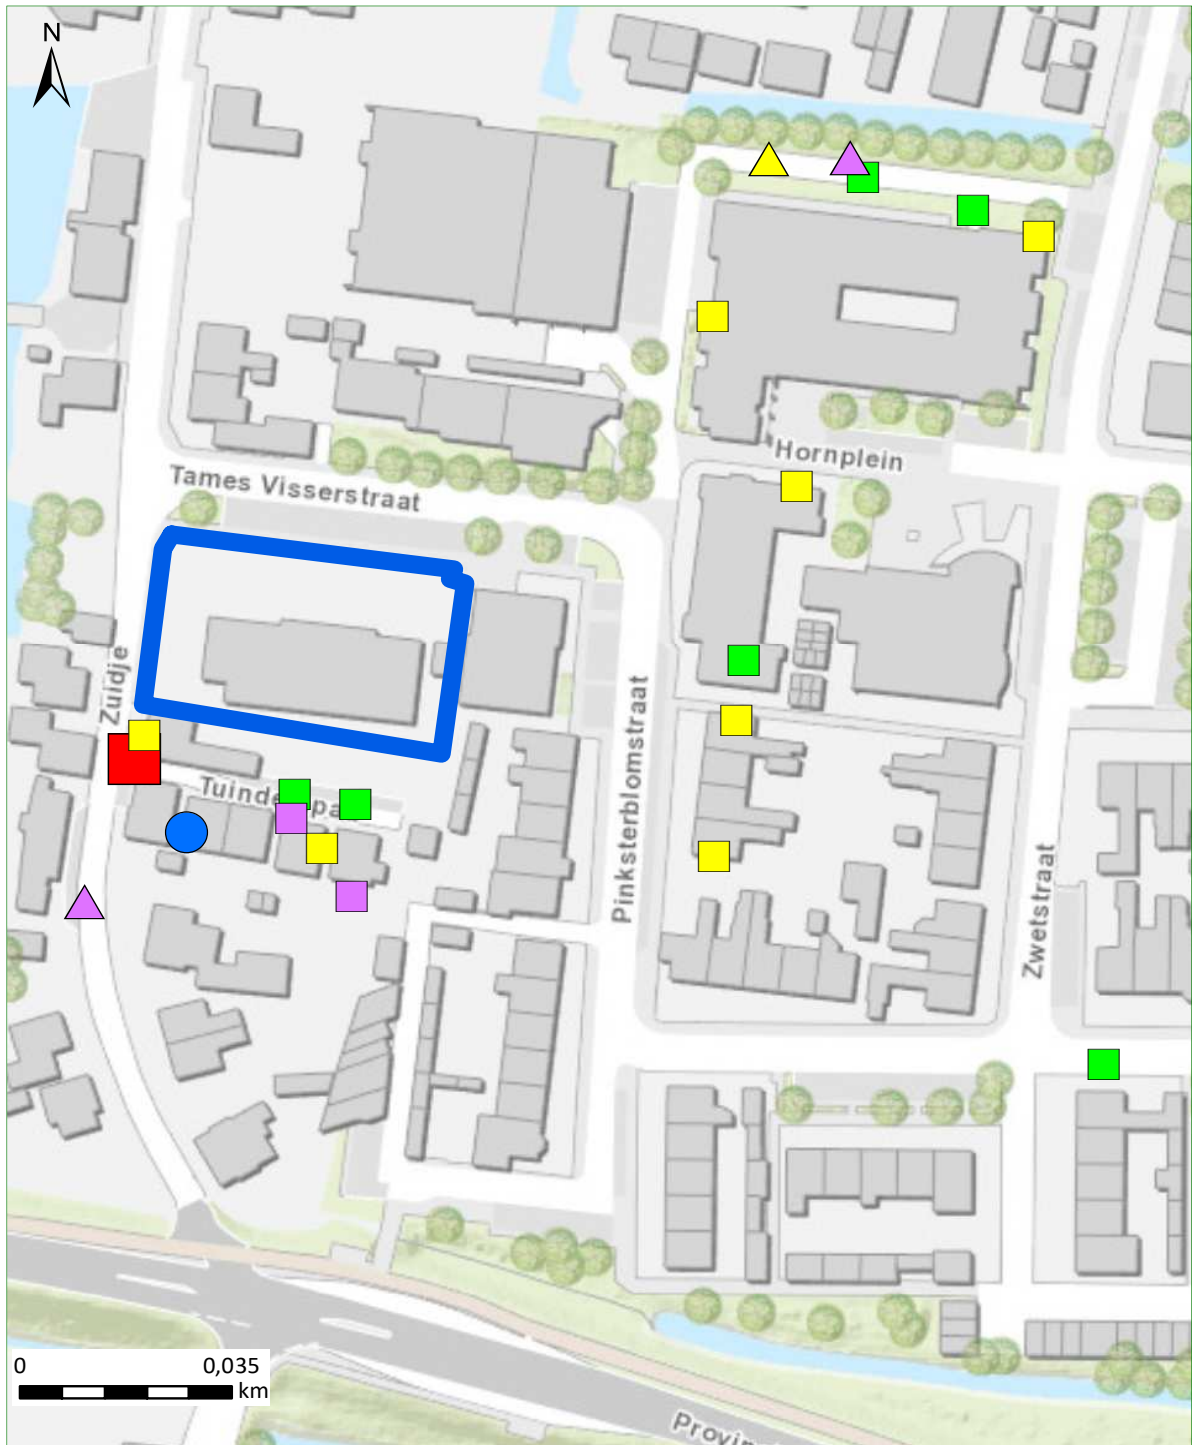 N
Hornplein
Tames Visserstraat
Zuidje
Pinksterblomstraat
Zwetstraat
0 0,035
km